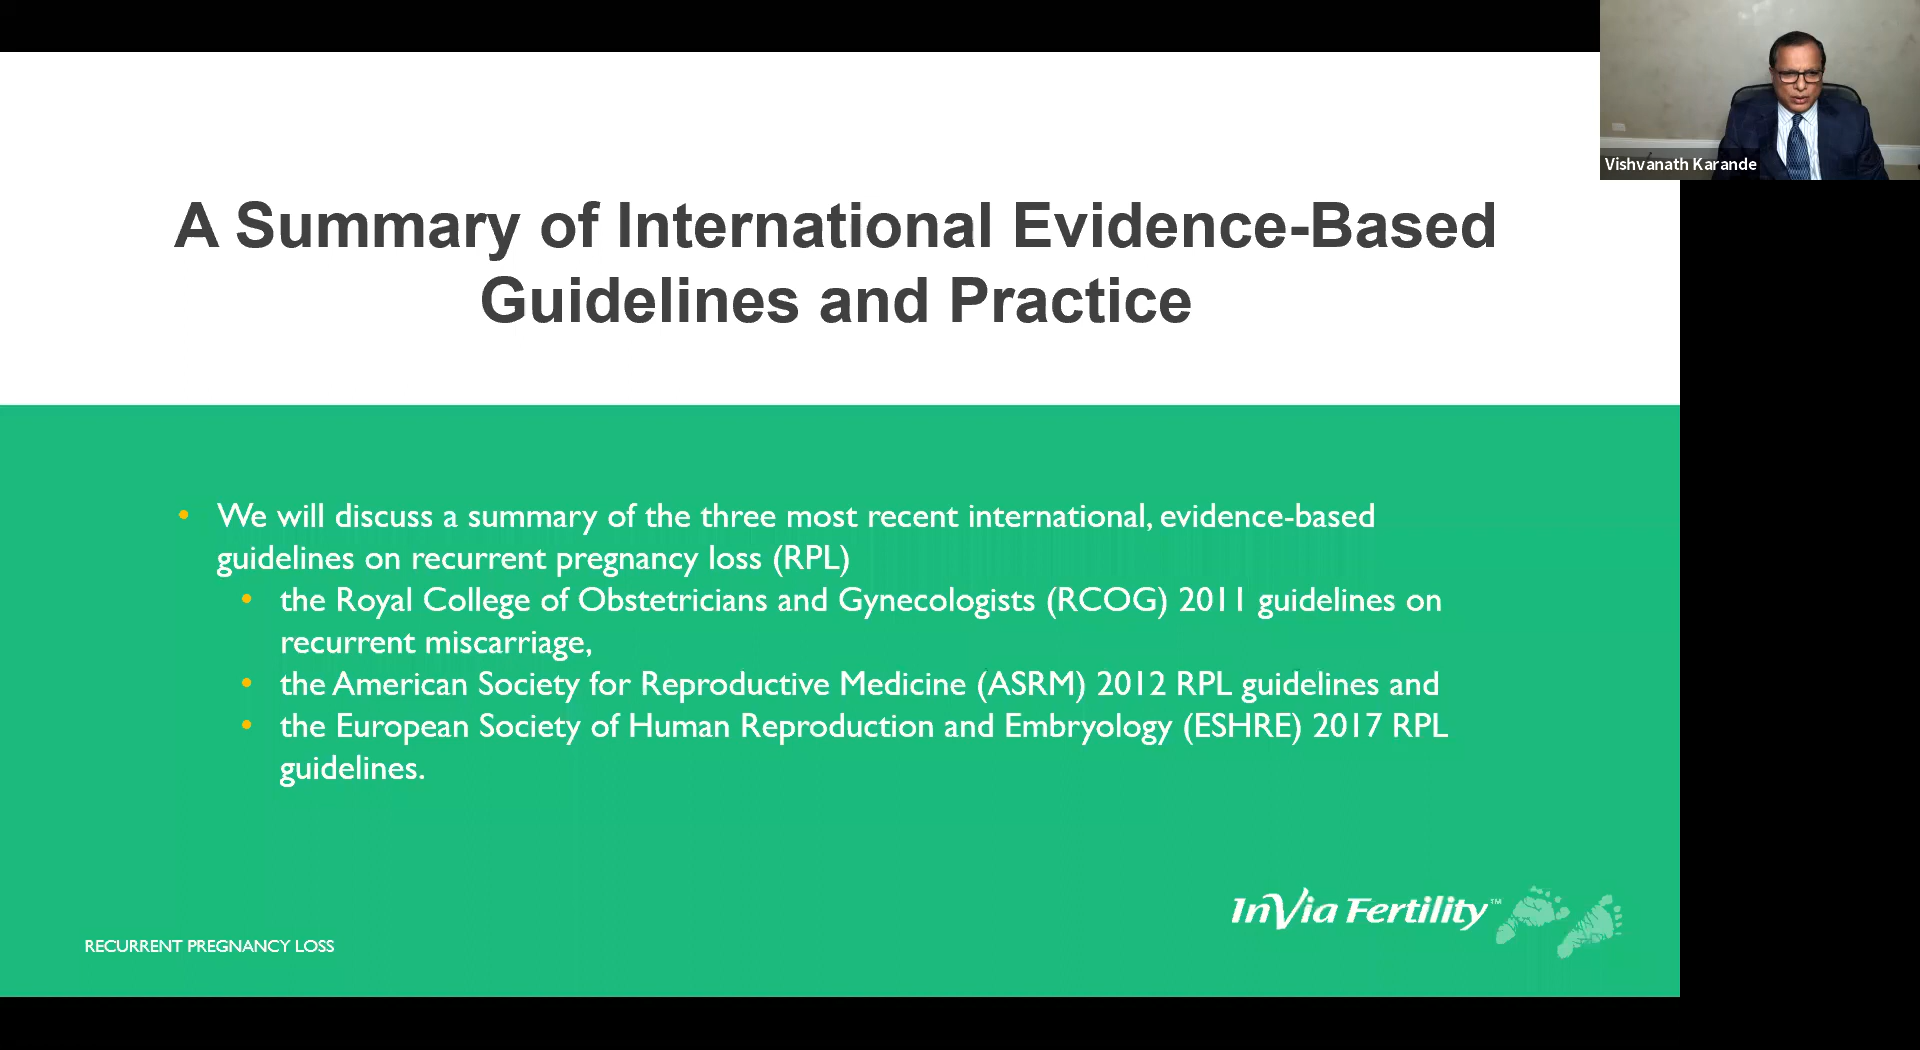 Vishvanath Karande
A Summary of International Evidence-Based
Guidelines and Practice
• We will discuss a summary of the three most recent international, evidence-based
guidelines on recurrent pregnancy loss (RPL)
• the Royal College of Obstetricians and Gynecologists (RCOG) 2011 guidelines on
recurrent miscarriage,
• the American Society for Reproductive Medicine (ASRM) 2012 RPL guidelines and
• the European Society of Human Reproduction and Embryology (ESHRE) 2017 RPL
guidelines.
InVia Fertility™
RECURRENT PREGNANCY LOSS